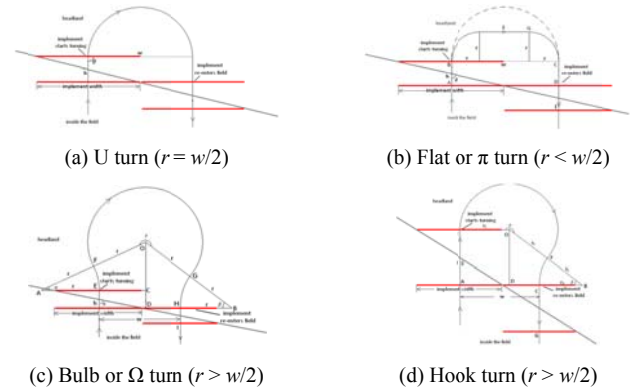 headland
implement
starts turning
w
implement
re-enters field
implement width
inside the field
(a) U turn (r = w/2)
headland
implement
starts turning
w
implement
re-enters field
implement width
inside the field
(b) Flat or π turn (r < w/2)
headland
implement
starts turning
A
E
C
F
O
G
D
H
B
r
r
w
implement width
implement
re-enters field
inside the field
(c) Bulb or Ω turn (r > w/2)
headland
implement
starts turning
O
A
D
C
B
w
implement width
implement
re-enters field
inside the field
(d) Hook turn (r > w/2)